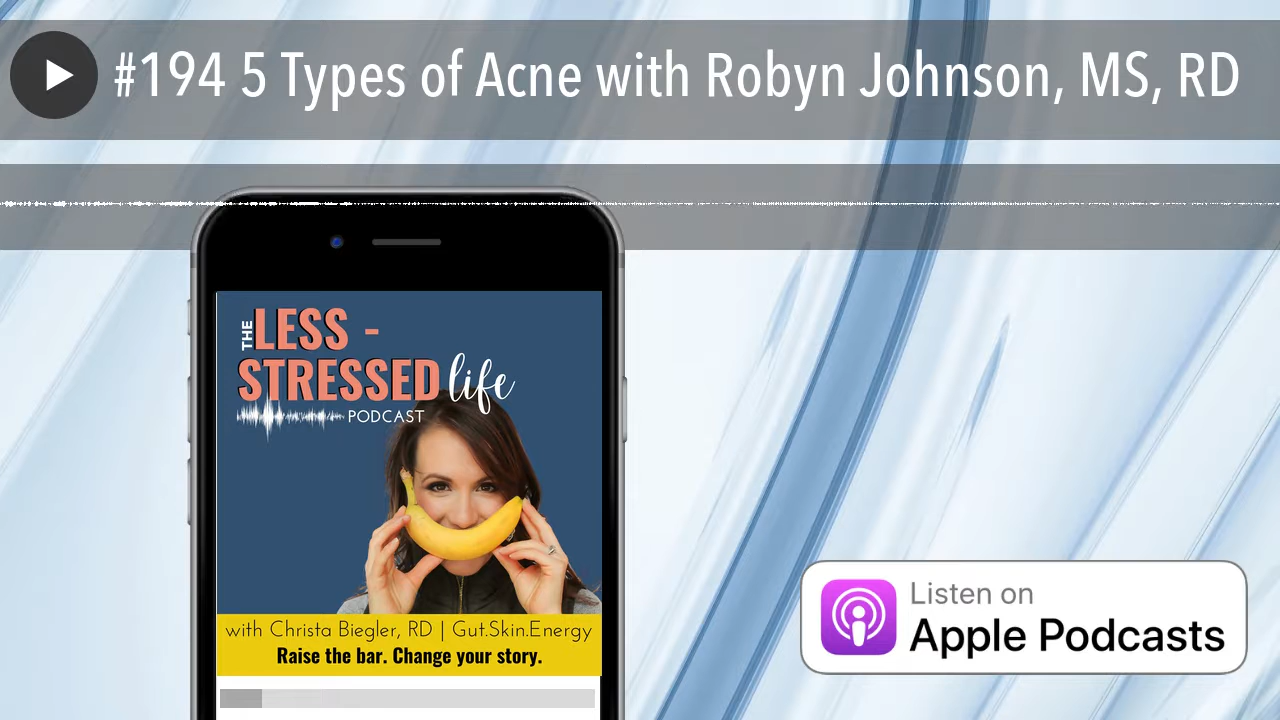 #194 5 Types of Acne with Robyn Johnson, MS, RD
THE LESS -
STRESSED life
PODCAST
with Christa Biegler, RD | Gut.Skin.Energy
Raise the bar. Change your story.
Listen on
Apple Podcasts